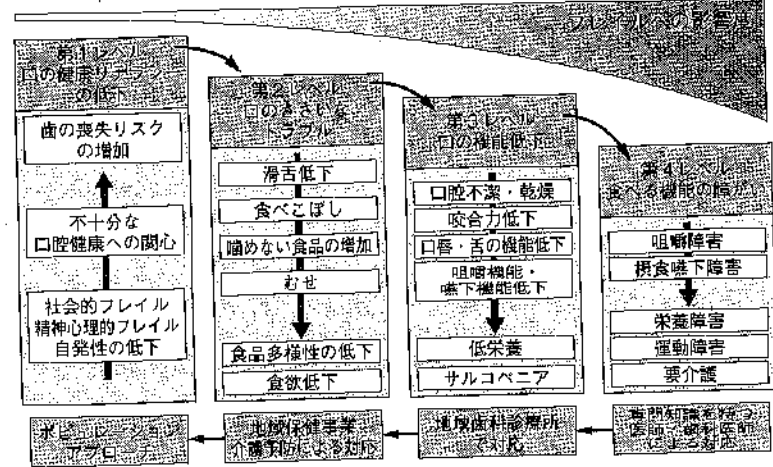 フレイルへの影響度
第1レベル
口の健康リテラシー
の低下
歯の喪失リスク
の増加
不十分な
口腔健康への関心
社会的フレイル
精神心理的フレイル
自発性の低下
ポピュレーション
アプローチ
第2レベル
口のささいな
トラブル
滑舌低下
食べこぼし
噛めない食品の増加
むせ
食品多様性の低下
食欲低下
地域保健事業
介護予防による対応
第3レベル
口の機能低下
口腔不潔・乾燥
咬合力低下
口唇・舌の機能低下
咀嚼機能・
嚥下機能低下
低栄養
サルコペニア
地域歯科診療所
で対応
第4レベル
食べる機能の障がい
咀嚼障害
摂食嚥下障害
栄養障害
運動障害
要介護
専門知識を持つ
医師・歯科医師
による対応